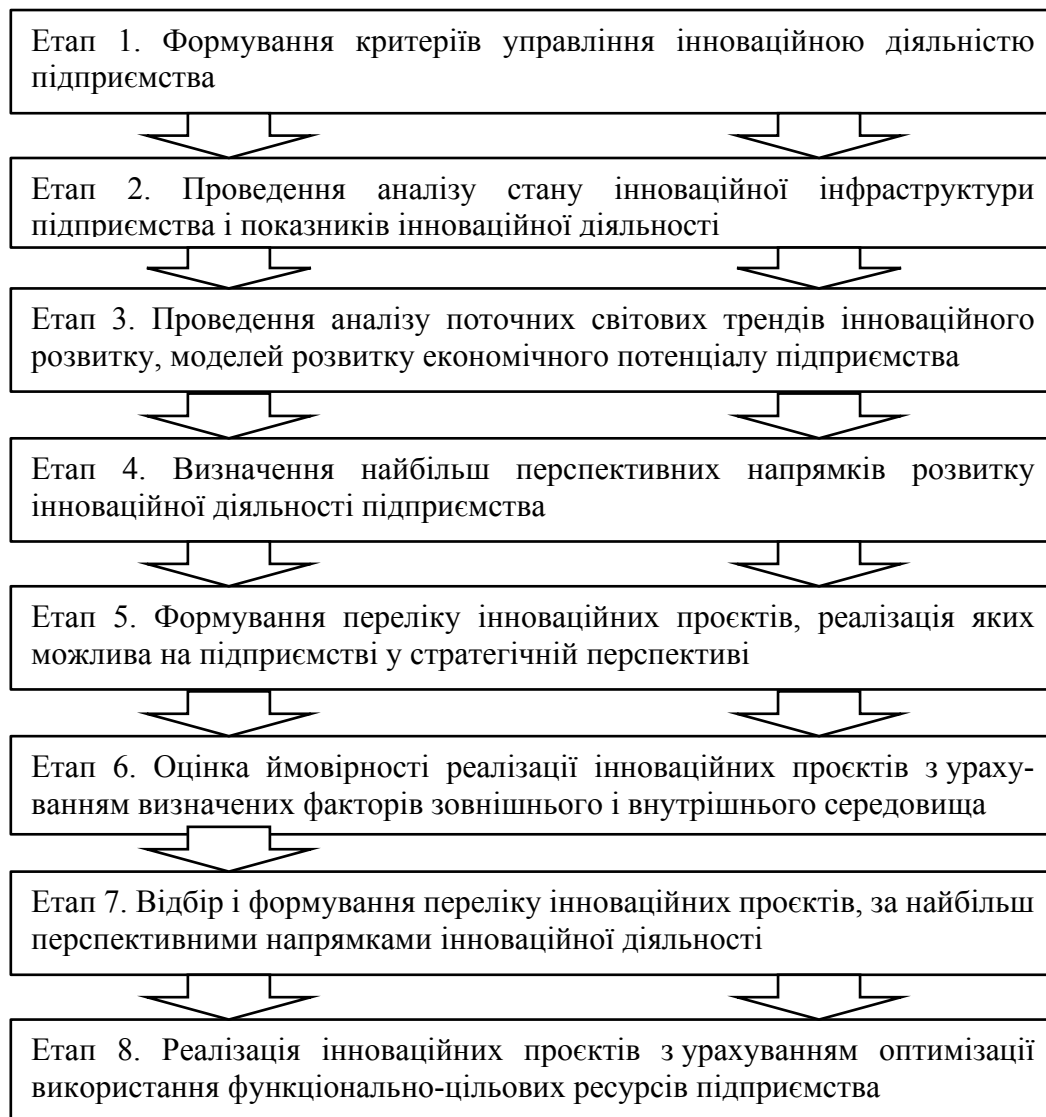 Етап 1. Формування критеріїв управління інноваційною діяльністю
підприємства
Етап 2. Проведення аналізу стану інноваційної інфраструктури
підприємства і показників інноваційної діяльності
Етап 3. Проведення аналізу поточних світових трендів інноваційного
розвитку, моделей розвитку економічного потенціалу підприємства
Етап 4. Визначення найбільш перспективних напрямків розвитку
інноваційної діяльності підприємства
Етап 5. Формування переліку інноваційних проєктів, реалізація яких
можлива на підприємстві у стратегічній перспективі
Етап 6. Оцінка ймовірності реалізації інноваційних проєктів з ураху-
ванням визначених факторів зовнішнього і внутрішнього середовища
Етап 7. Відбір і формування переліку інноваційних проєктів, за найбільш
перспективними напрямками інноваційної діяльності
Етап 8. Реалізація інноваційних проєктів з урахуванням оптимізації
використання функціонально-цільових ресурсів підприємства